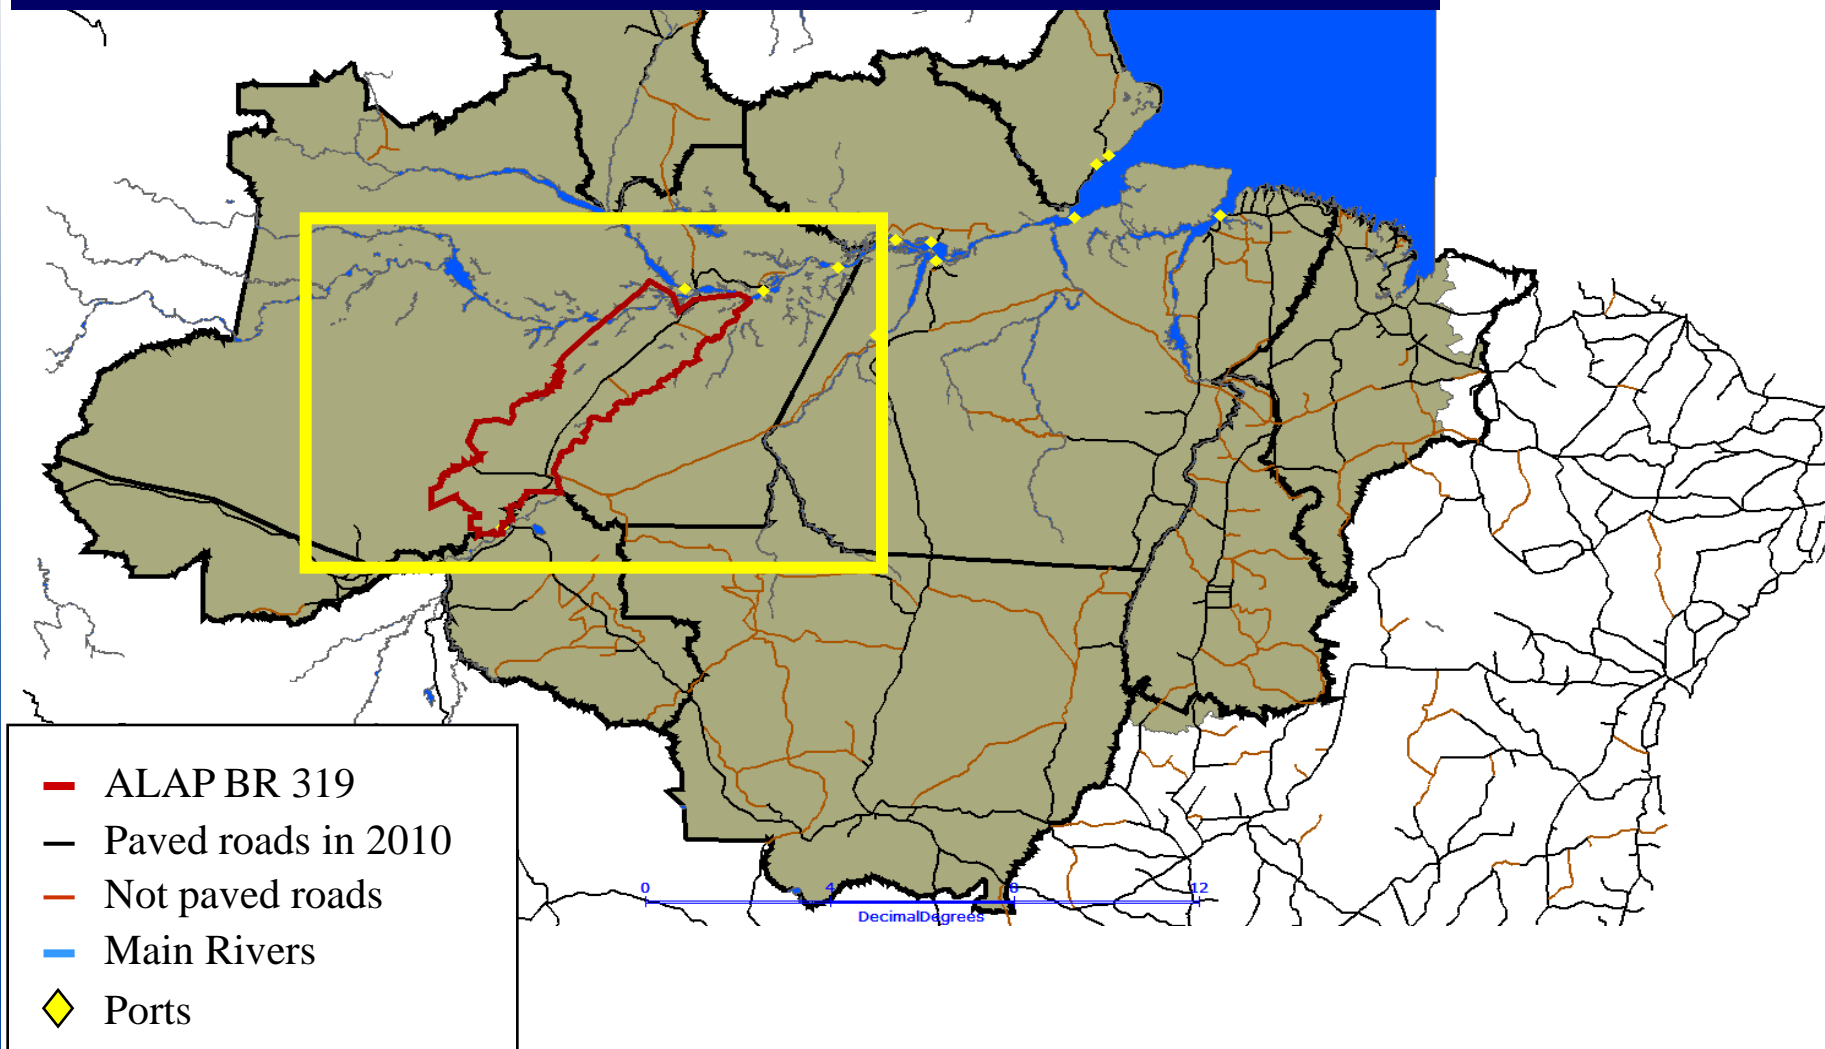 0 4 8 12
DecimalDegrees
ALAP BR 319
Paved roads in 2010
Not paved roads
Main Rivers
Ports